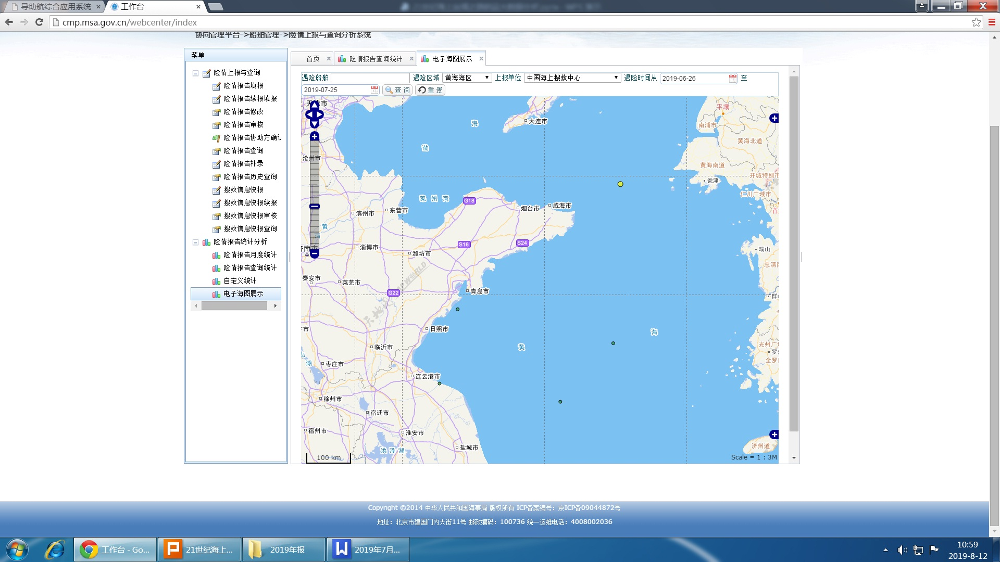 导助航综合应用系统
工作台
cmp.msa.gov.cn/webcenter/index
协同管理平台->船舶管理->险情上报与查询分析系统
菜单
险情上报与查询
险情报告填报
险情报告续报填报
险情报告修改
险情报告审核
险情报告协助方确认
险情报告查询
险情报告补录
险情报告历史查询
搜救信息快报
搜救信息快报续报
搜救信息快报审核
搜救信息快报查询
险情报告统计分析
险情报告月度统计
险情报告查询统计
自定义统计
电子海图展示
首页
险情报告查询统计
电子海图展示
遇险船舶 遇险区域 黄海海区 上报单位 中国海上搜救中心 遇险时间从 2019-06-26 至
2019-07-25 查询 重置
大连市
海
渤
平壤
南浦市
黄海北道
黄海南道
开城特别市
瓮津
仁川广域市
首
沧州市
莱州湾
G18
烟台市
威海市
滨州市
东营市
黄
河
S16
S24
淄博市
潍坊市
瑞山
忠清南
泰安市
莱芜市
G22
青岛市
群山
日照市
海
黄
临沂市
光州广域
全罗
湖
枣庄市
连云港市
徐州市
宿迁市
宿州市
淮安市
洪泽湖
盐城市
济州道
100 km
Scale = 1 : 3M
Copyright ©2014 中华人民共和国海事局 版权所有 ICP备案编号：京ICP备09044872号
地址：北京市建国门内大街11号 邮政编码：100736 统一运维电话：4008002036
工作台 - Go...
21世纪海上...
2019年报
2019年7月...
10:59
2019-8-12